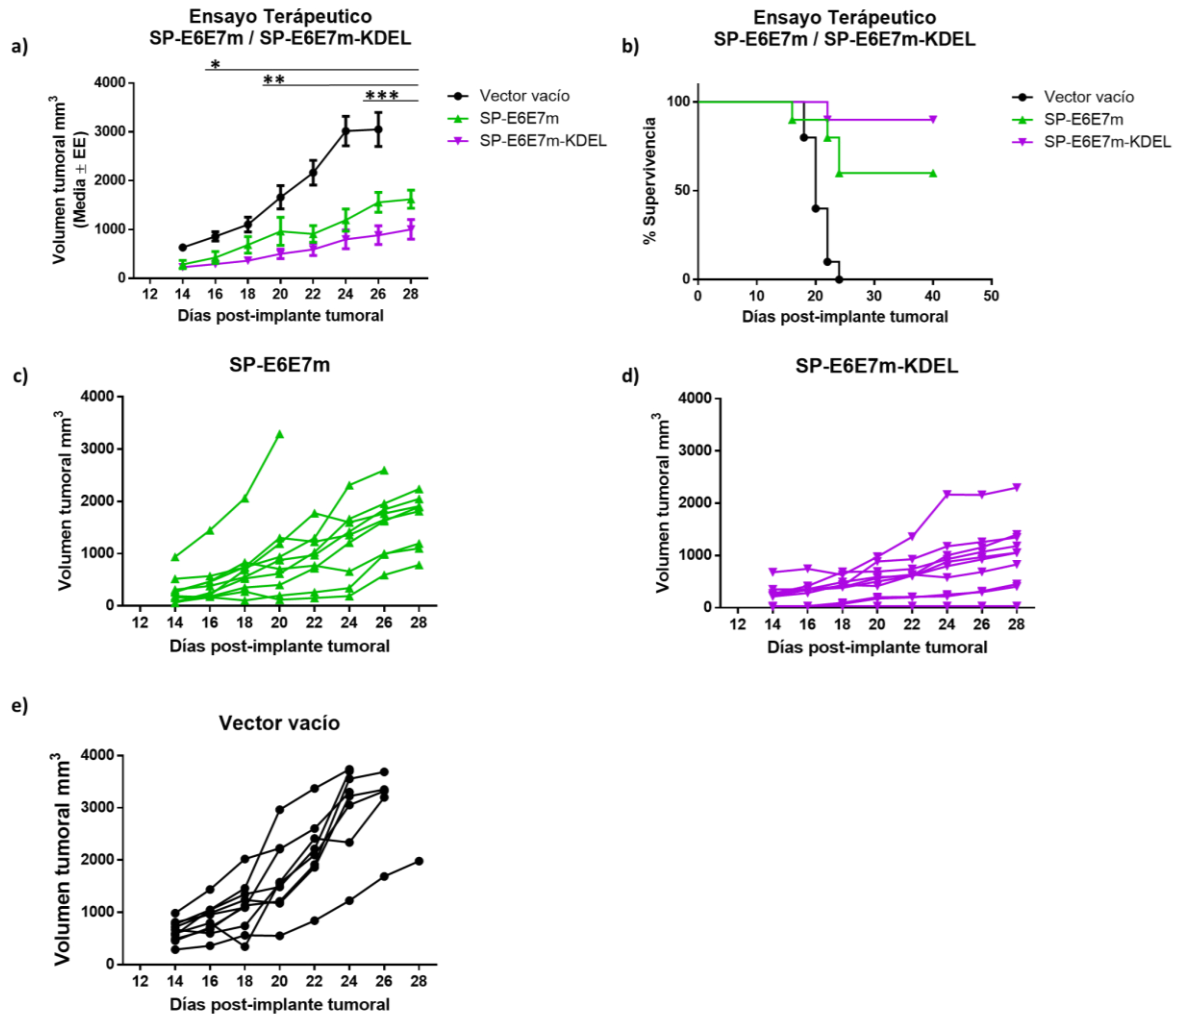 a)
Ensayo Terápeutico
SP-E6E7m / SP-E6E7m-KDEL
*
**
***
Volumen tumoral mm³
(Media ± EE)
4000
3000
2000
1000
0
12 14 16 18 20 22 24 26 28
Días post-implante tumoral
Vector vacío
SP-E6E7m
SP-E6E7m-KDEL
b)
Ensayo Terápeutico
SP-E6E7m / SP-E6E7m-KDEL
% Supervivencia
100
50
0
0 10 20 30 40 50
Días post-implante tumoral
Vector vacío
SP-E6E7m
SP-E6E7m-KDEL
c)
SP-E6E7m
Volumen tumoral mm³
4000
3000
2000
1000
0
12 14 16 18 20 22 24 26 28
Días post-implante tumoral
d)
SP-E6E7m-KDEL
Volumen tumoral mm³
4000
3000
2000
1000
0
12 14 16 18 20 22 24 26 28
Días post-implante tumoral
e)
Vector vacío
Volumen tumoral mm³
4000
3000
2000
1000
0
12 14 16 18 20 22 24 26 28
Días post-implante tumoral